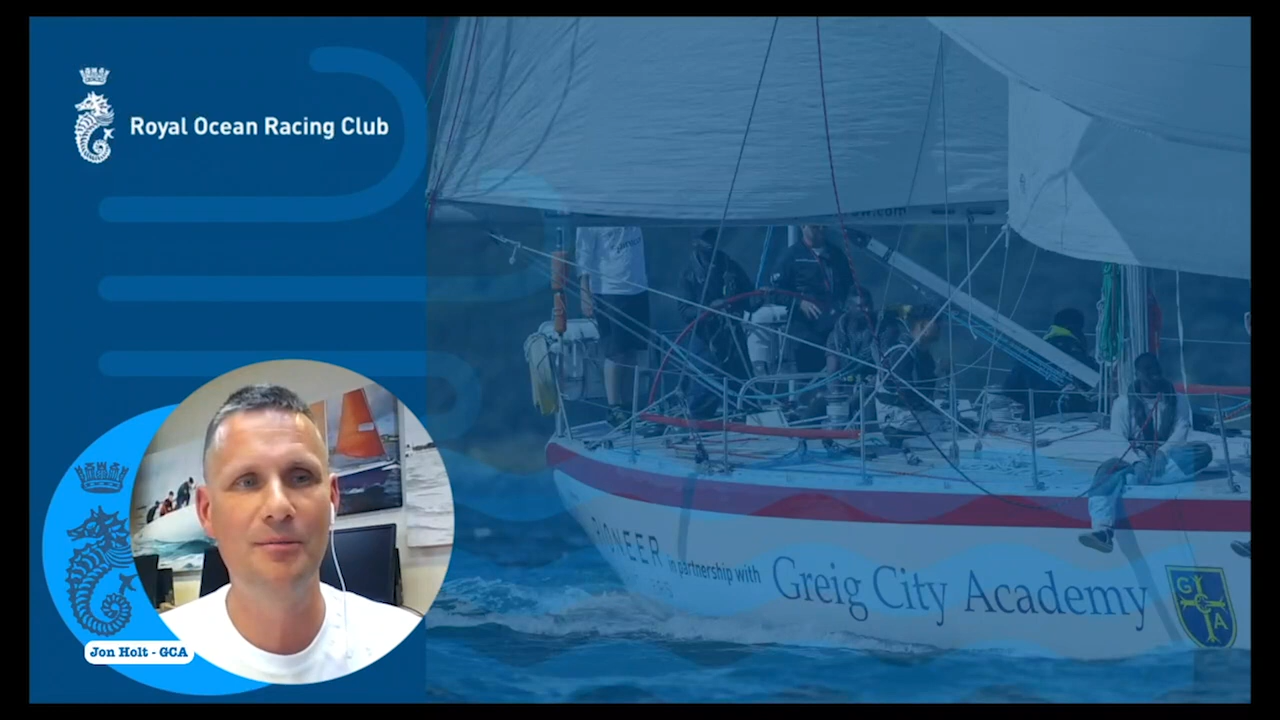 Royal Ocean Racing Club
PIONEER in partnership with Greig City Academy
G C
A
Jon Holt - GCA